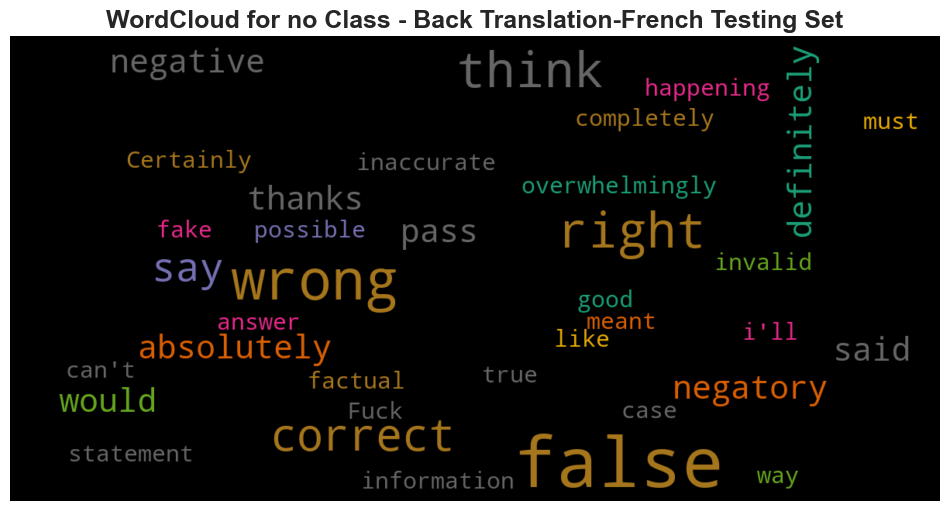 WordCloud for no Class - Back Translation-French Testing Set
negative
think
happening
definitely
completely
must
Certainly
inaccurate
overwhelmingly
thanks
fake
possible
pass
right
say
wrong
invalid
good
answer
meant
like
i'll
absolutely
said
can't
factual
true
negatory
would
Fuck
case
correct
false
statement
information
way